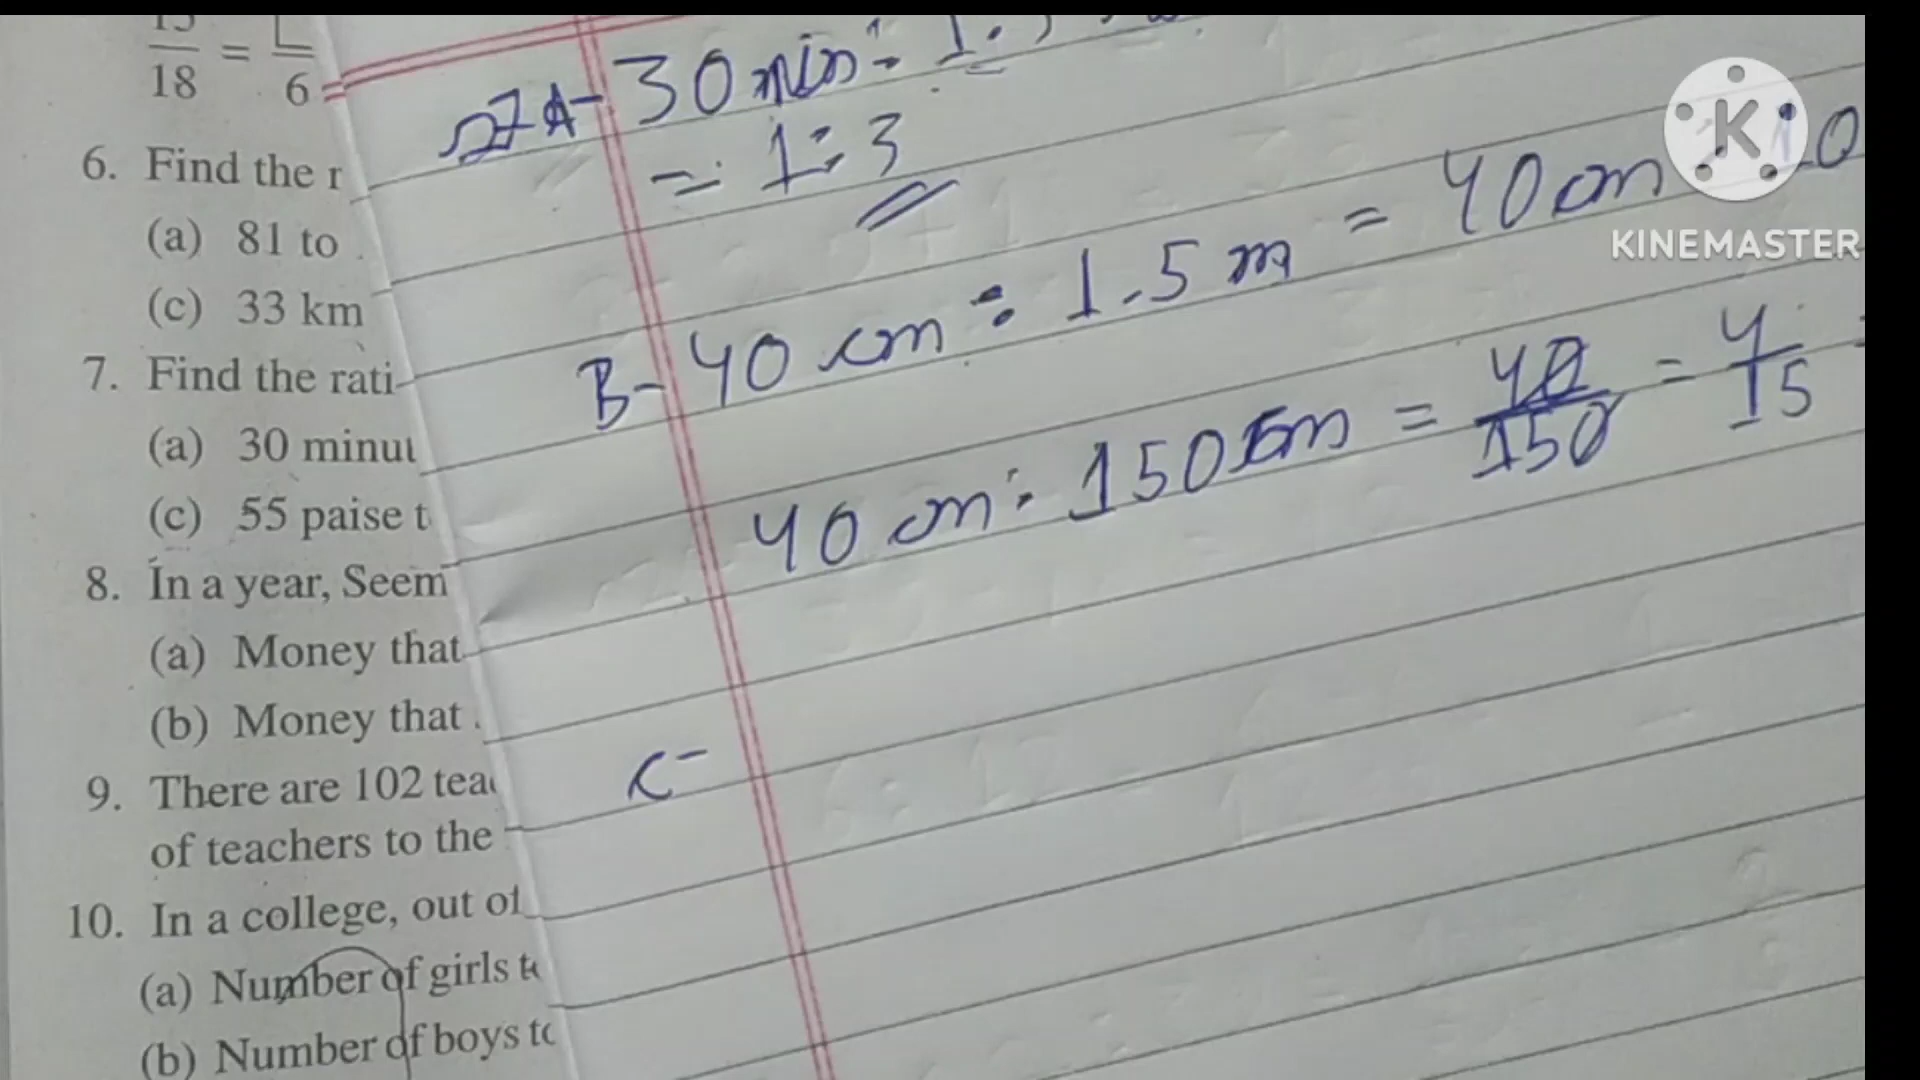 15/18 = /6
6. Find the r
(a) 81 to
(c) 33 km
7. Find the rati
(a) 30 minut
(c) 55 paise t
8. In a year, Seem
(a) Money that
(b) Money that
9. There are 102 tea
of teachers to the
10. In a college, out of
(a) Number of girls t
(b) Number of boys to
A- 30 min : 1.5
= 1:3
B- 40 cm : 1.5 m = 40 cm
40 cm : 150 cm = 40/150 = 4/15 =
C-
K
KINEMASTER